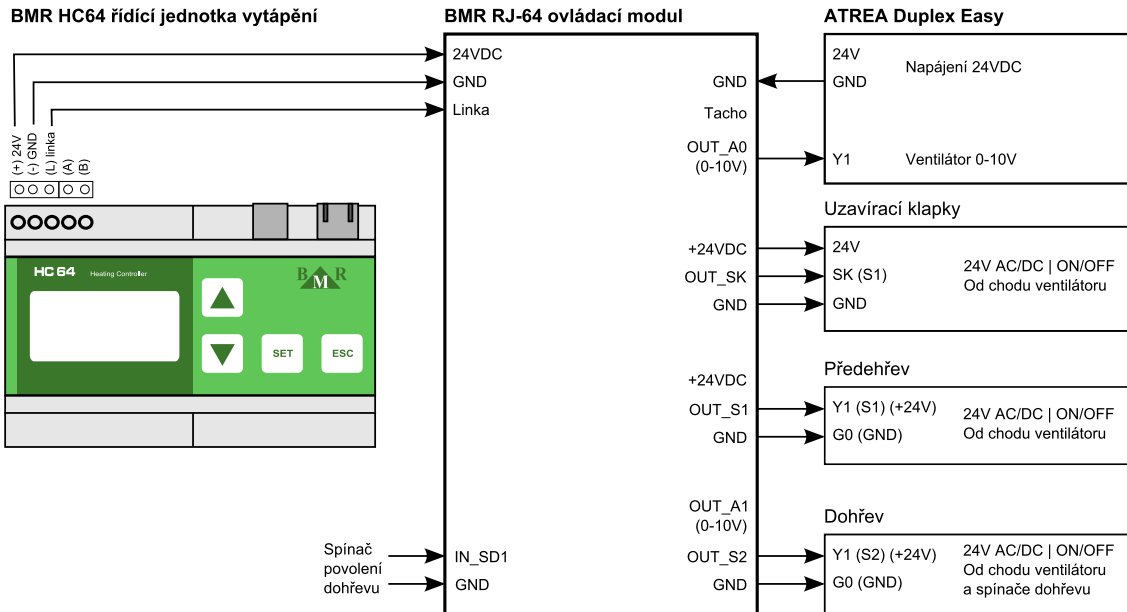 BMR HC64 řídící jednotka vytápění
(+) 24V
(-) GND
(L) linka
(A)
(B)
HC 64
Heating Controller
B M R
SET
ESC
BMR RJ-64 ovládací modul
24VDC
GND
Linka
GND
Tacho
OUT_A0
(0-10V)
+24VDC
OUT_SK
GND
+24VDC
OUT_S1
GND
OUT_A1
(0-10V)
OUT_S2
GND
Spínač
povolení
dohřevu
IN_SD1
GND
ATREA Duplex Easy
24V
GND
Napájení 24VDC
Y1
Ventilátor 0-10V
Uzavírací klapky
24V
SK (S1)
GND
24V AC/DC | ON/OFF
Od chodu ventilátoru
Předehřev
Y1 (S1) (+24V)
G0 (GND)
24V AC/DC | ON/OFF
Od chodu ventilátoru
Dohřev
Y1 (S2) (+24V)
G0 (GND)
24V AC/DC | ON/OFF
Od chodu ventilátoru
a spínače dohřevu